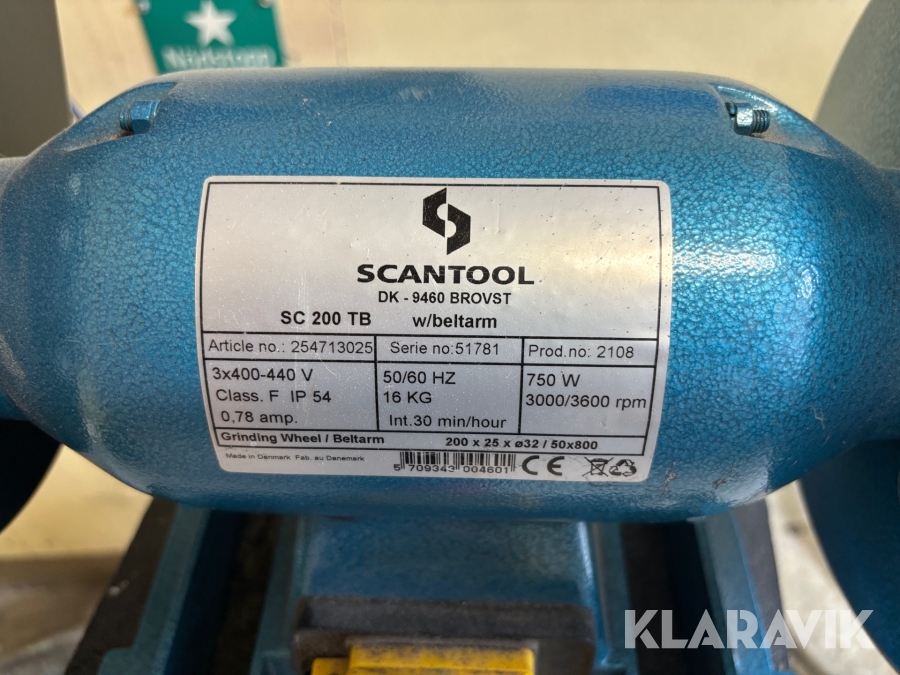 Nödstopp
SCANTOOL
DK - 9460 BROVST
SC 200 TB w/beltarm
Article no.: 254713025 Serie no:51781 Prod.no: 2108
3x400-440 V 50/60 HZ 750 W
Class. F IP 54 16 KG 3000/3600 rpm
0,78 amp. Int.30 min/hour
Grinding Wheel / Beltarm 200 x 25 x ø32 / 50x800
Made in Denmark Fab. au Danemark
5 709343 004601 CE
KLARAVIK